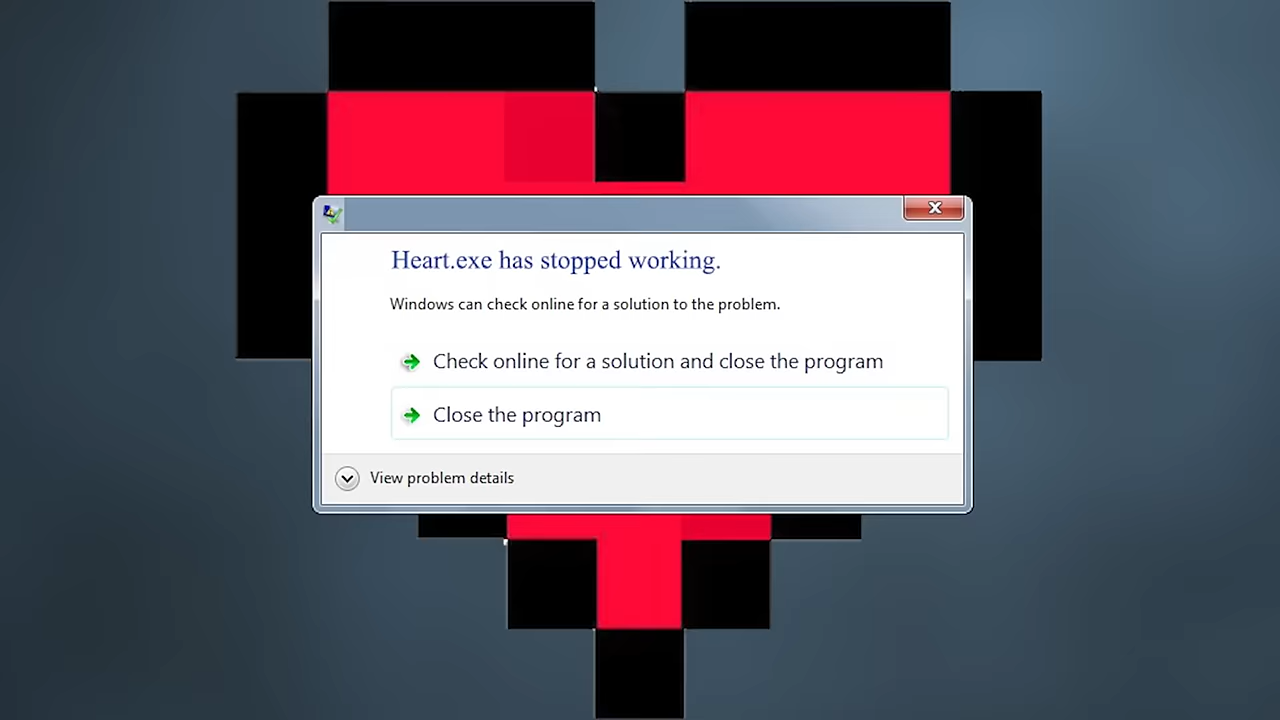 Heart.exe has stopped working.
Windows can check online for a solution to the problem.
Check online for a solution and close the program
Close the program
View problem details